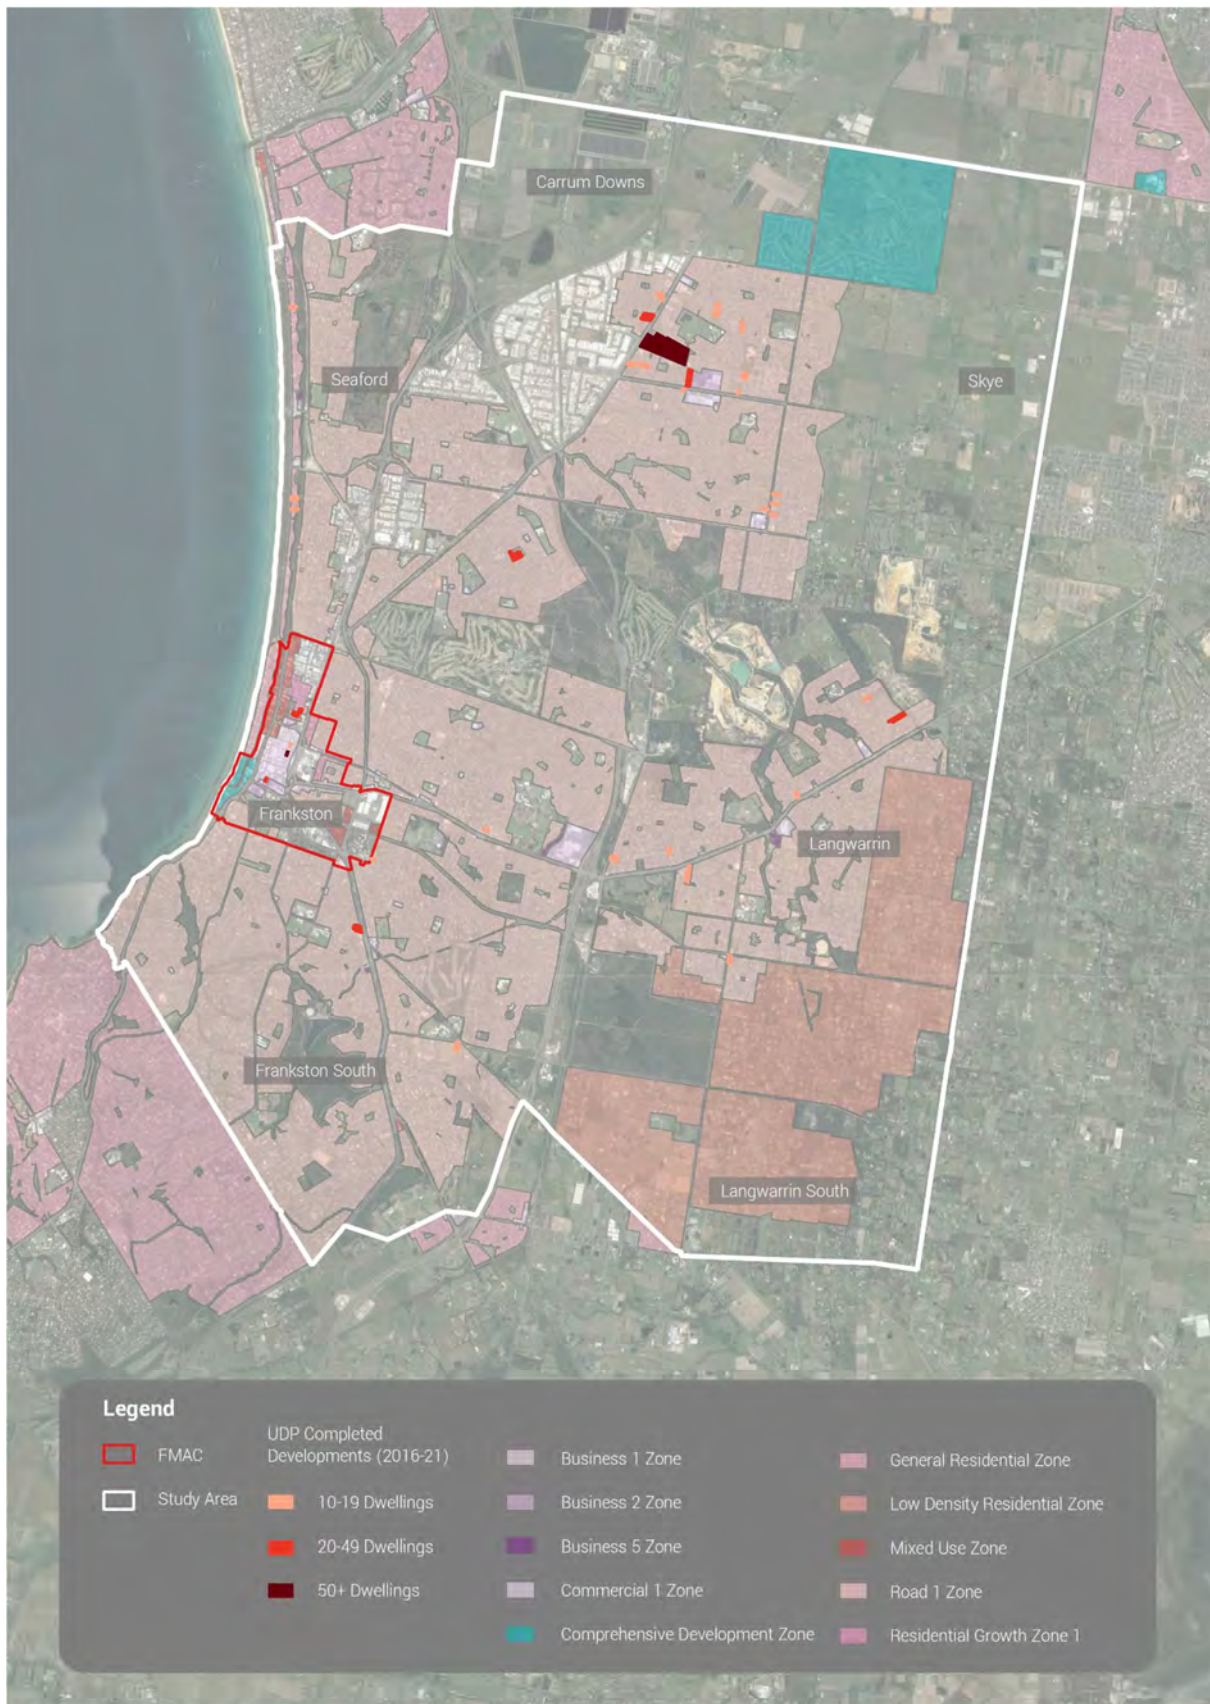 Carrum Downs
Seaford
Skye
Frankston
Langwarrin
Frankston South
Langwarrin South
Legend
FMAC
Study Area
UDP Completed
Developments (2016-21)
10-19 Dwellings
20-49 Dwellings
50+ Dwellings
Business 1 Zone
Business 2 Zone
Business 5 Zone
Commercial 1 Zone
Comprehensive Development Zone
General Residential Zone
Low Density Residential Zone
Mixed Use Zone
Road 1 Zone
Residential Growth Zone 1